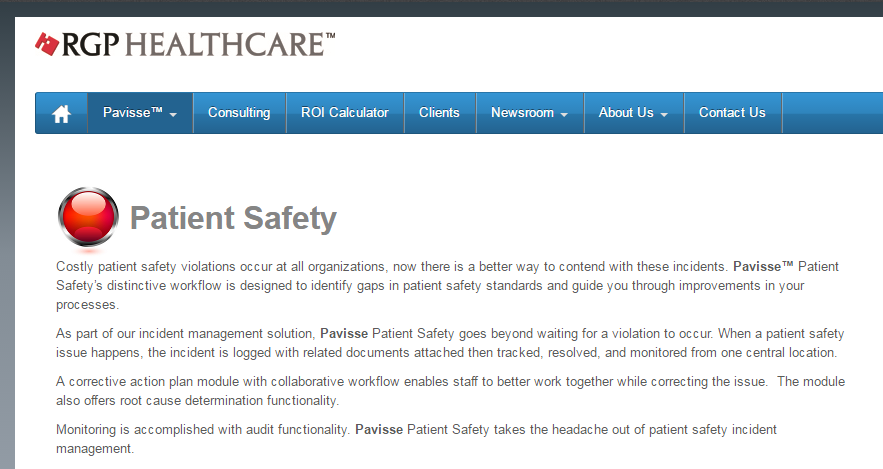 RGP HEALTHCARE™
Pavisse™ Consulting ROI Calculator Clients Newsroom About Us Contact Us
Patient Safety
Costly patient safety violations occur at all organizations, now there is a better way to contend with these incidents. Pavisse™ Patient
Safety's distinctive workflow is designed to identify gaps in patient safety standards and guide you through improvements in your
processes.
As part of our incident management solution, Pavisse Patient Safety goes beyond waiting for a violation to occur. When a patient safety
issue happens, the incident is logged with related documents attached then tracked, resolved, and monitored from one central location.
A corrective action plan module with collaborative workflow enables staff to better work together while correcting the issue.  The module
also offers root cause determination functionality.
Monitoring is accomplished with audit functionality. Pavisse Patient Safety takes the headache out of patient safety incident
management.